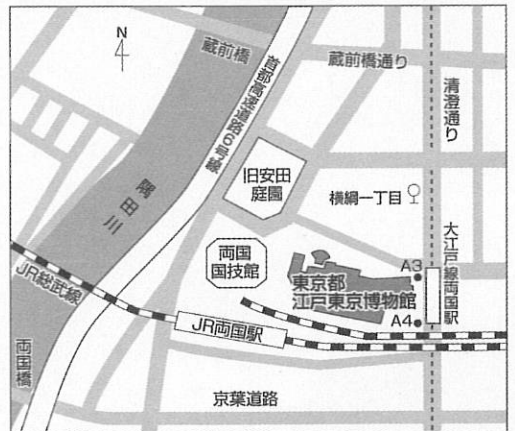 N
蔵前橋
首都高速道路6号線
蔵前橋通り
清澄通り
旧安田
庭園
横綱一丁目
隅田川
両国
国技館
東京都
江戸東京博物館
A3
A4
大江戸線両国駅
JR総武線
JR両国駅
両国橋
京葉道路